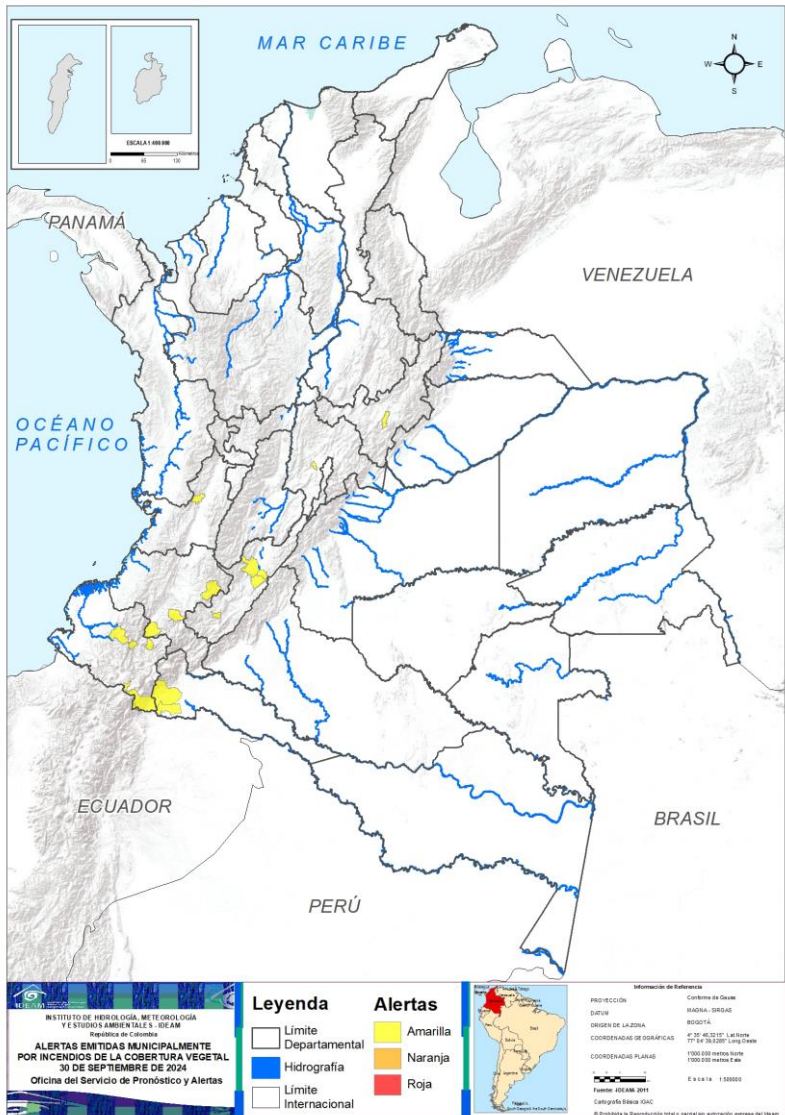 MAR CARIBE
N
W
E
S
ESCALA 1:400.000
PANAMÁ
VENEZUELA
OCÉANO
PACÍFICO
ECUADOR
BRASIL
PERÚ
IDEAM
INSTITUTO DE HIDROLOGÍA, METEOROLOGÍA
Y ESTUDIOS AMBIENTALES - IDEAM
República de Colombia
ALERTAS EMITIDAS MUNICIPALMENTE
POR INCENDIOS DE LA COBERTURA VEGETAL
30 DE SEPTIEMBRE DE 2024
Oficina del Servicio de Pronóstico y Alertas
Leyenda
Límite
Departamental
Hidrografía
Límite
Internacional
Alertas
Amarilla
Naranja
Roja
Información de Referencia
PROYECCIÓN
Conforme de Gauss
DATUM
MAGNA - SIRGAS
ORIGEN DE LA ZONA
BOGOTÁ
COORDENADAS GEOGRÁFICAS
COORDENADAS PLANAS
1'000.000 metros Norte
1'000.000 metros Este
Fuente: IDEAM 2011
Escala
Cartografía Básica IGAC